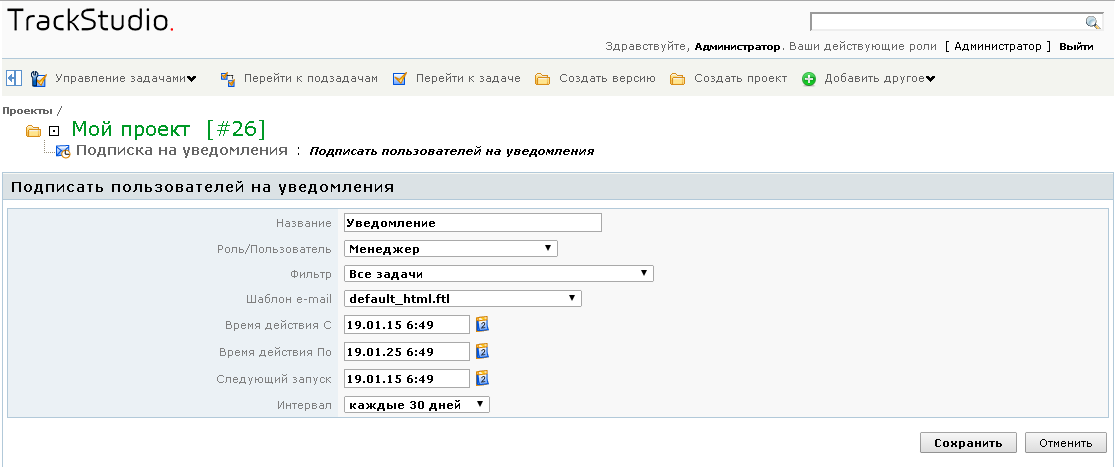 TrackStudio.
Здравствуйте, Администратор. Ваши действующие роли [ Администратор ] Выйти
Управление задачами Перейти к подзадачам Перейти к задаче Создать версию Создать проект Добавить другое
Проекты /
Мой проект [#26]
Подписка на уведомления : Подписать пользователей на уведомления
Подписать пользователей на уведомления
Название Уведомление
Роль/Пользователь Менеджер
Фильтр Все задачи
Шаблон e-mail default_html.ftl
Время действия С 19.01.15 6:49
Время действия По 19.01.25 6:49
Следующий запуск 19.01.15 6:49
Интервал каждые 30 дней
Сохранить Отменить